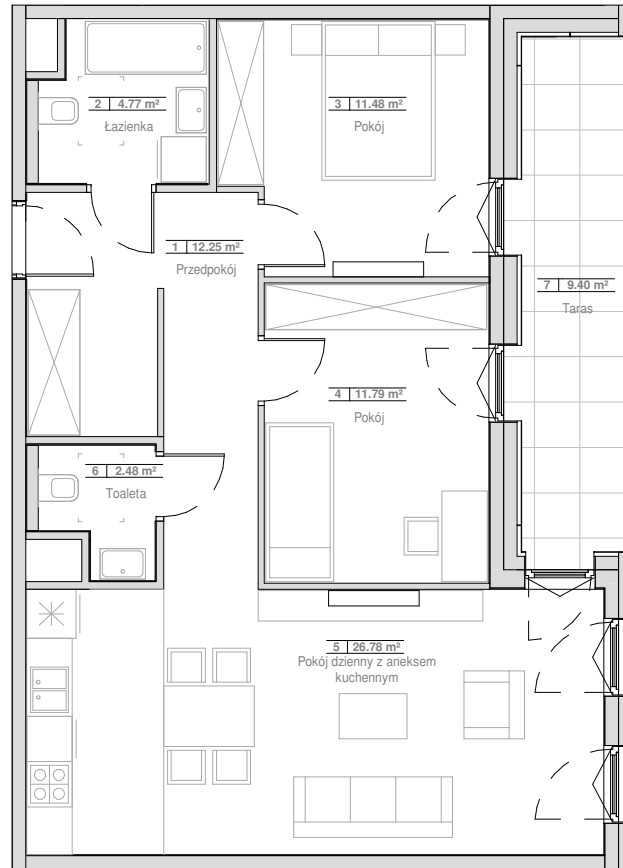 2 4.77 m²
Łazienka
3 11.48 m²
Pokój
1 12.25 m²
Przedpokój
7 9.40 m²
Taras
4 11.79 m²
Pokój
6 2.48 m²
Toaleta
5 26.78 m²
Pokój dzienny z aneksem
kuchennym